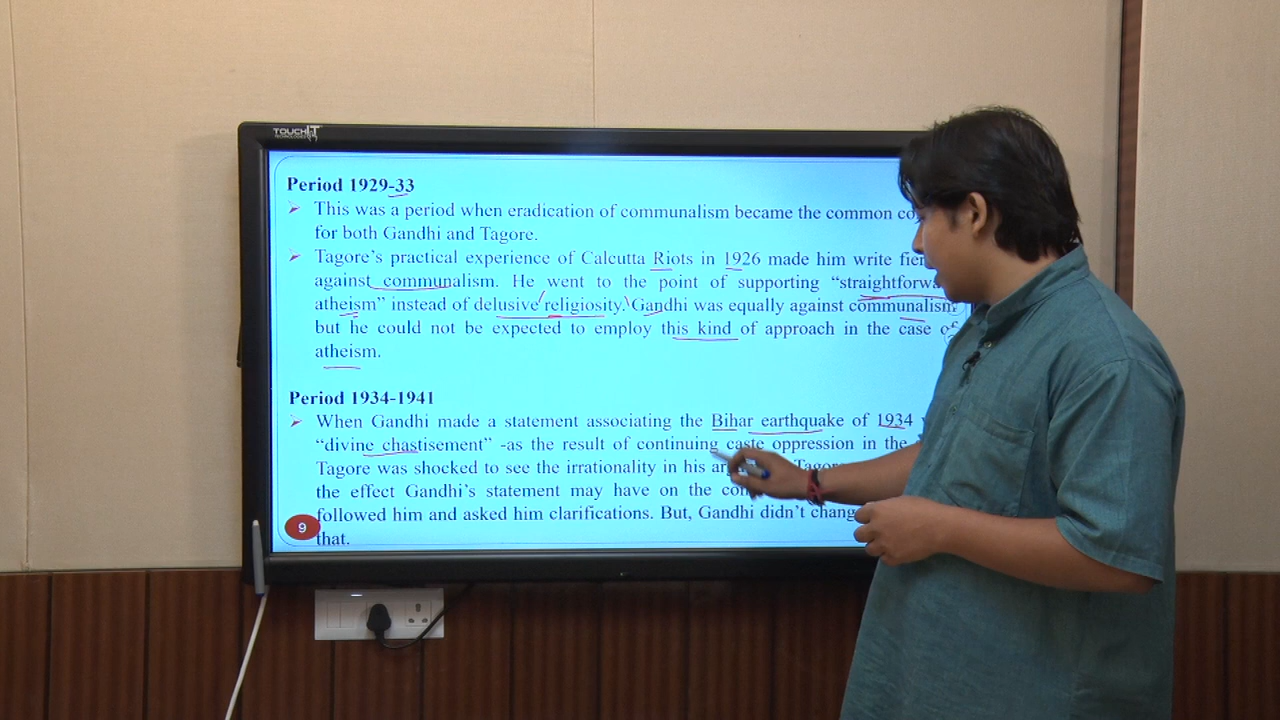 TOUCHIT
TECHNOLOGIES
Period 1929-33
➢ This was a period when eradication of communalism became the common
for both Gandhi and Tagore.
➢ Tagore's practical experience of Calcutta Riots in 1926 made him write
against communalism. He went to the point of supporting
atheism” instead of delusive religiosity. Gandhi was equally against communalism
but he could not be expected to employ this kind of approach in the case of
atheism.
Period 1934-1941
➢ When Gandhi made a statement associating the Bihar earthquake of 1934
“divine chastisement” -as the result of continuing caste oppression in the
Tagore was shocked to see the irrationality in his
the effect Gandhi's statement may have on the
followed him and asked him clarifications. But, Gandhi didn't
that.
9